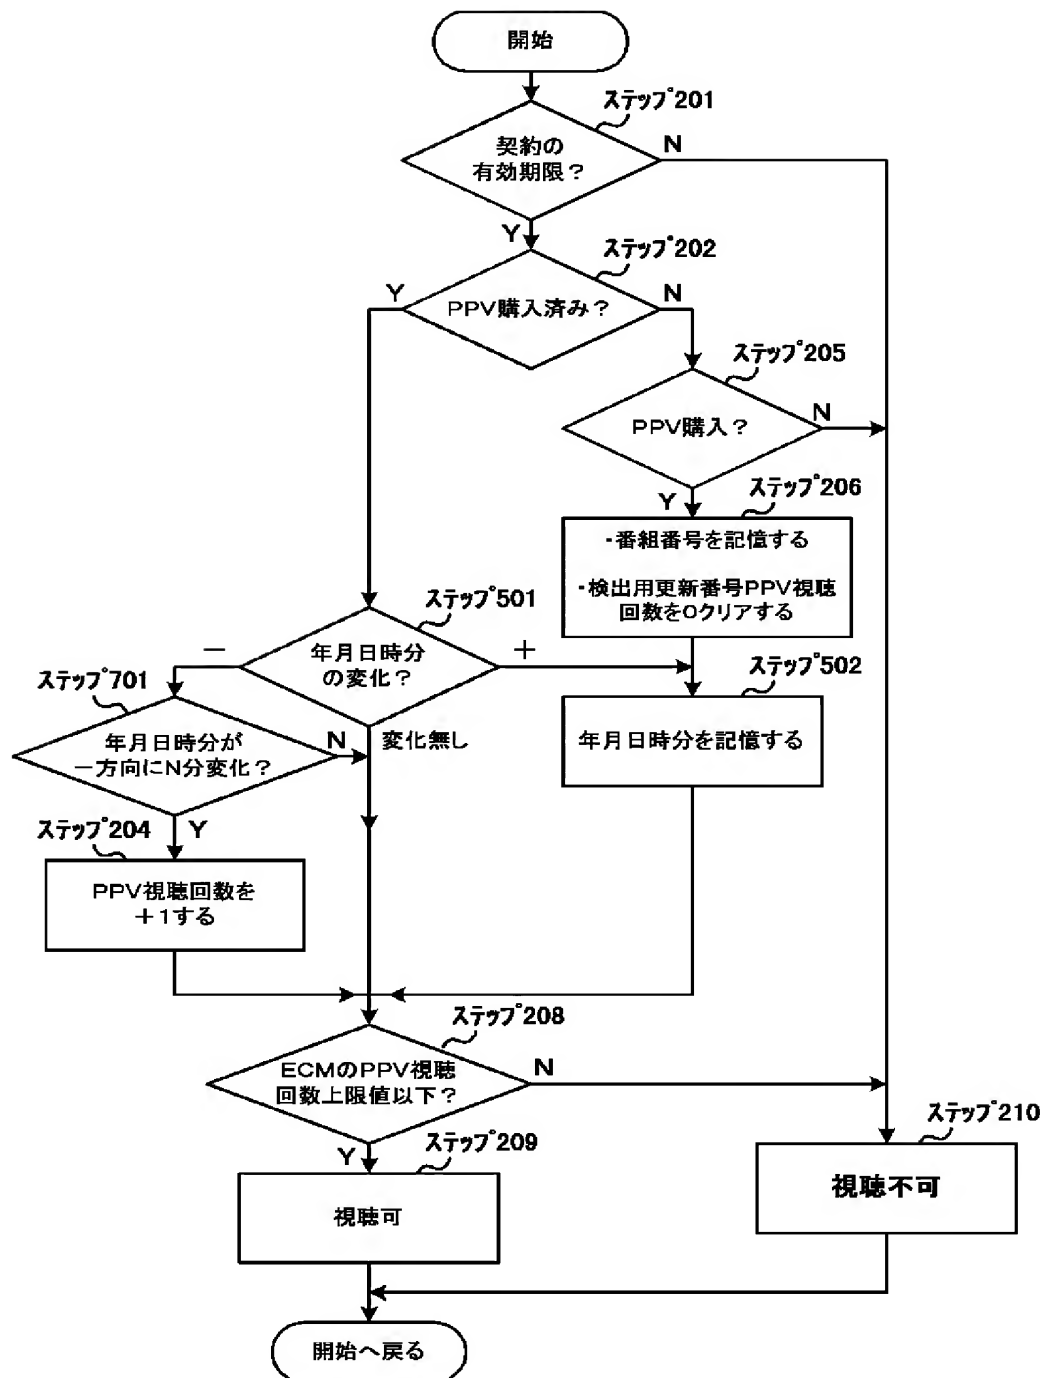 開始
ステップ201
契約の
有効期限？
N
Y
ステップ202
Y
PPV購入済み？
N
ステップ205
PPV購入？
N
Y
ステップ206
・番組番号を記憶する
・検出用更新番号PPV視聴
回数を0クリアする
ステップ501
年月日時分
の変化？
－
＋
ステップ502
年月日時分を記憶する
ステップ701
年月日時分が
－方向にN分変化？
N
変化無し
Y
ステップ204
PPV視聴回数を
＋1する
ステップ208
ECMのPPV視聴
回数上限値以下？
N
Y
ステップ209
視聴可
ステップ210
視聴不可
開始へ戻る